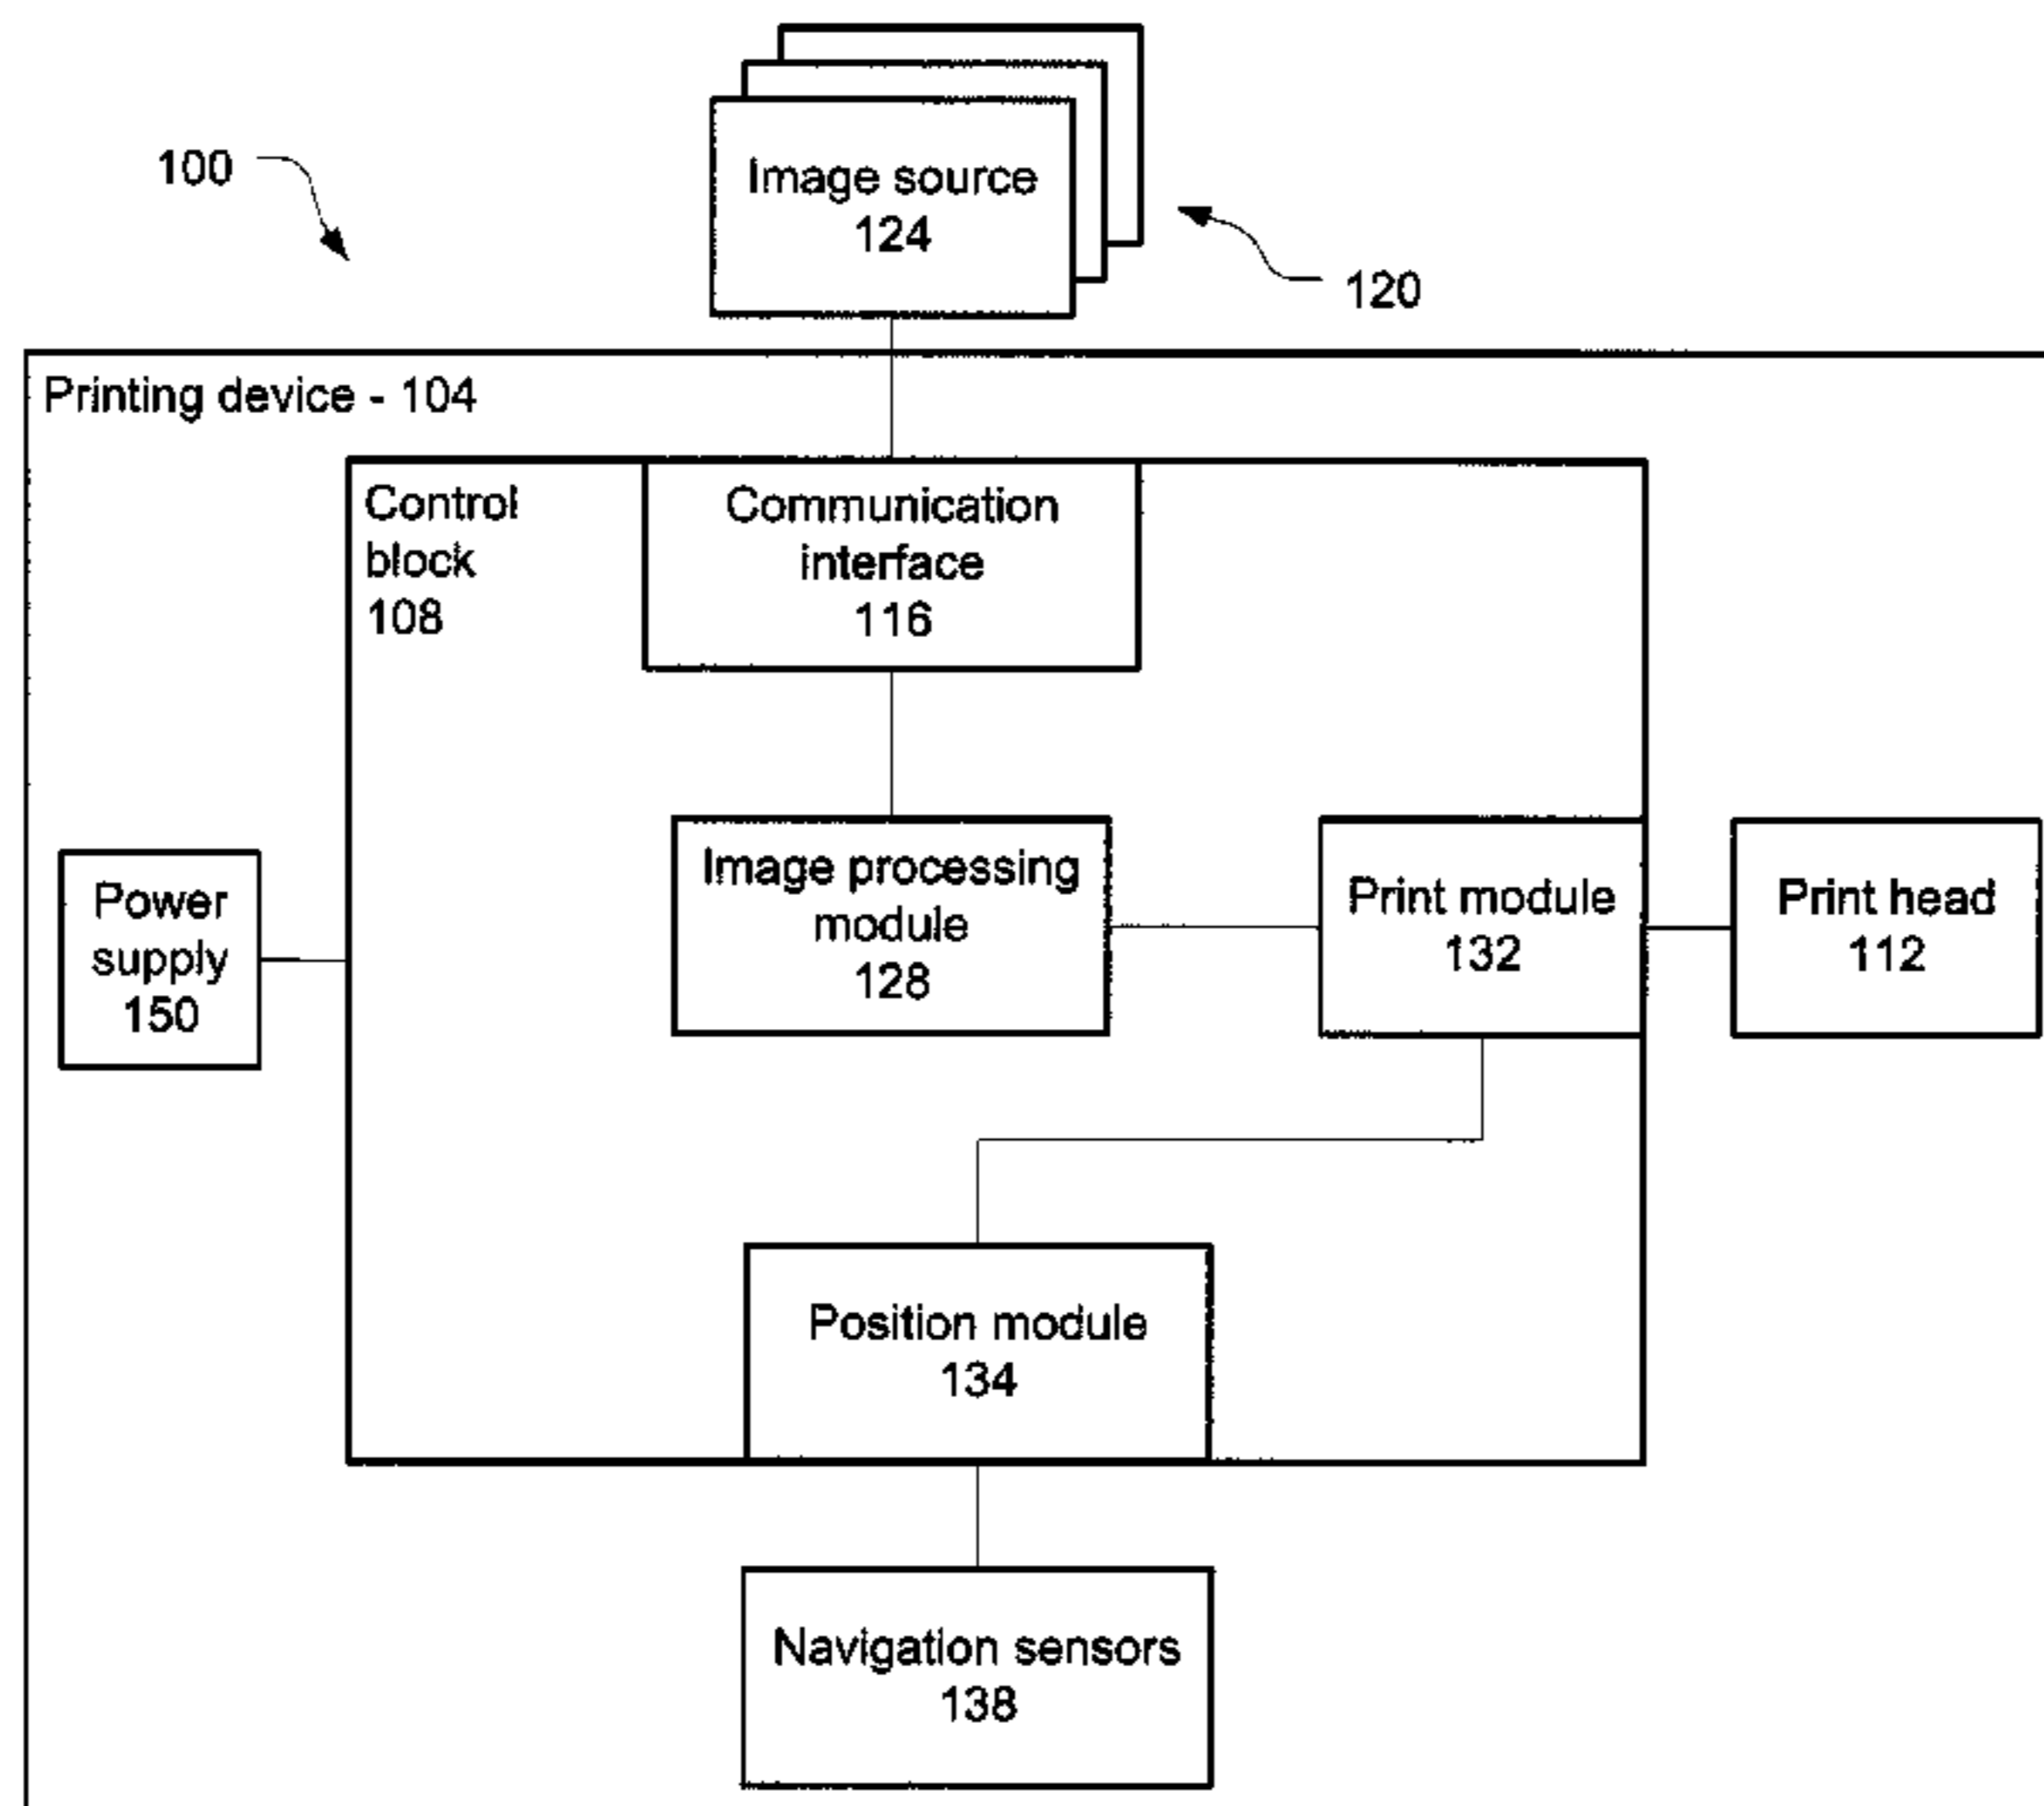 Image source
124
100
120
Printing device - 104
Control
block
108
Communication
interface
116
Image processing
module
128
Print module
132
Print head
112
Power
supply
150
Position module
134
Navigation sensors
138